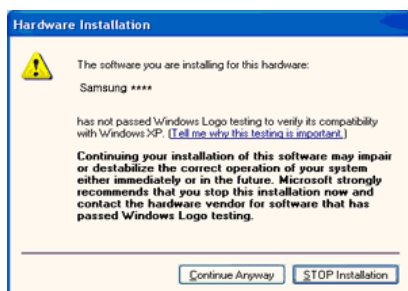 Hardware Installation
The software you are installing for this hardware:
Samsung ****
has not passed Windows Logo testing to verify its compatibility
with Windows XP. (Tell me why this testing is important.)
Continuing your installation of this software may impair
or destabilize the correct operation of your system
either immediately or in the future. Microsoft strongly
recommends that you stop this installation now and
contact the hardware vendor for software that has
passed Windows Logo testing.
Continue Anyway
STOP Installation